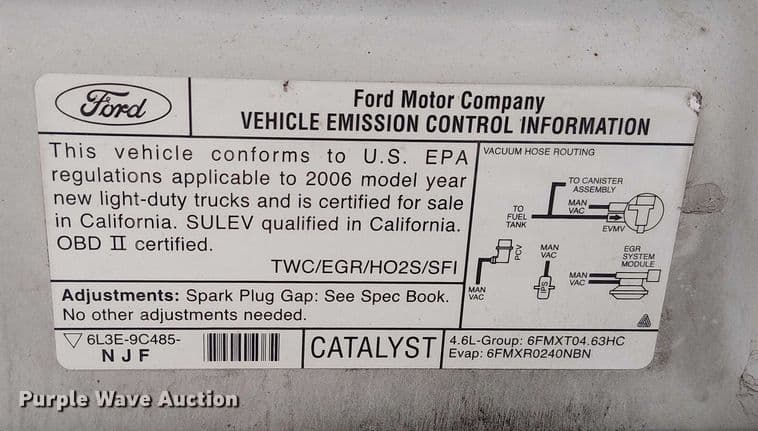 Ford
Ford Motor Company
VEHICLE EMISSION CONTROL INFORMATION
This vehicle conforms to U.S. EPA
regulations applicable to 2006 model year
new light-duty trucks and is certified for sale
in California. SULEV qualified in California.
OBD II certified.
TWC/EGR/HO2S/SFI
Adjustments: Spark Plug Gap: See Spec Book.
No other adjustments needed.
VACUUM HOSE ROUTING
TO CANISTER
ASSEMBLY
MAN
VAC
TO
FUEL
TANK
EVMV
PCV
MAN
VAC
MAN
VAC
IPS
EGR
SYSTEM
MODULE
MAN
VAC
6L3E-9C485-
NJF
CATALYST
4.6L-Group: 6FMXT04.63HC
Evap: 6FMXR0240NBN
Purple Wave Auction